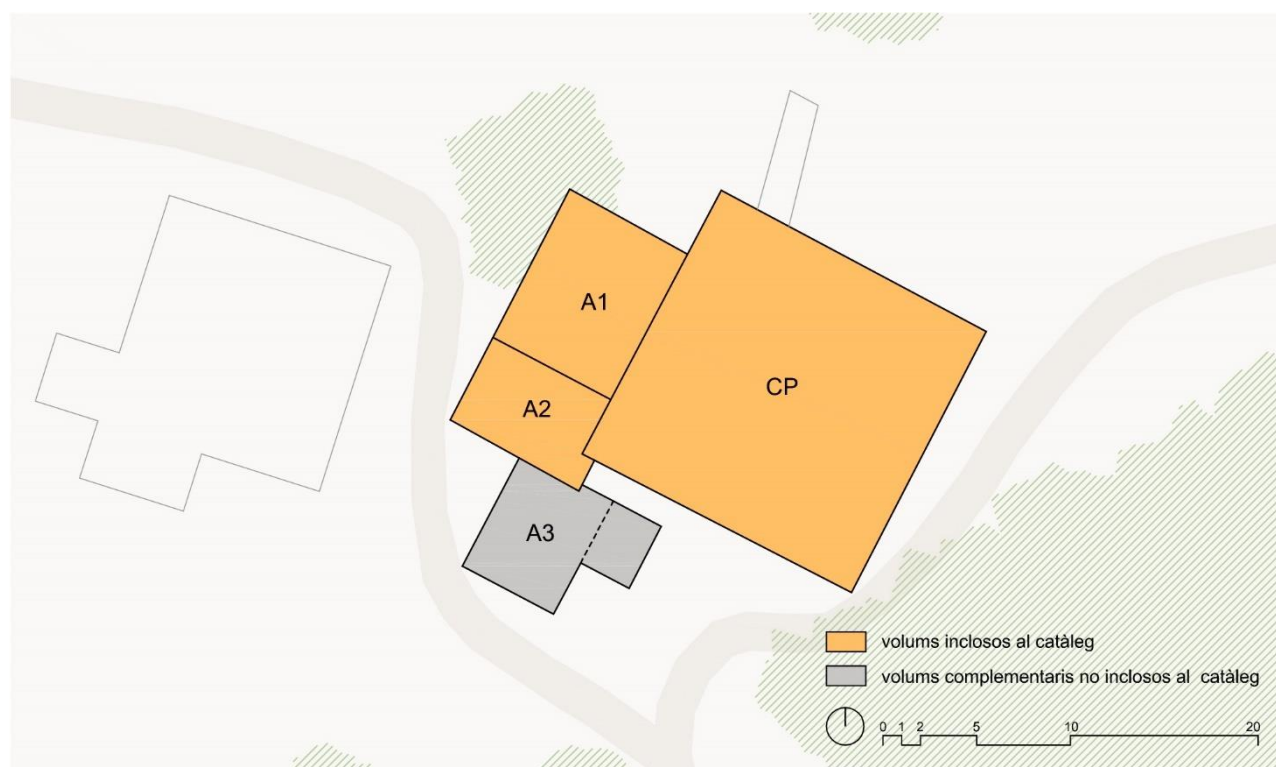 A1
CP
A2
A3
volums inclosos al catàleg
volums complementaris no inclosos al catàleg
0 1 2 5 10 20